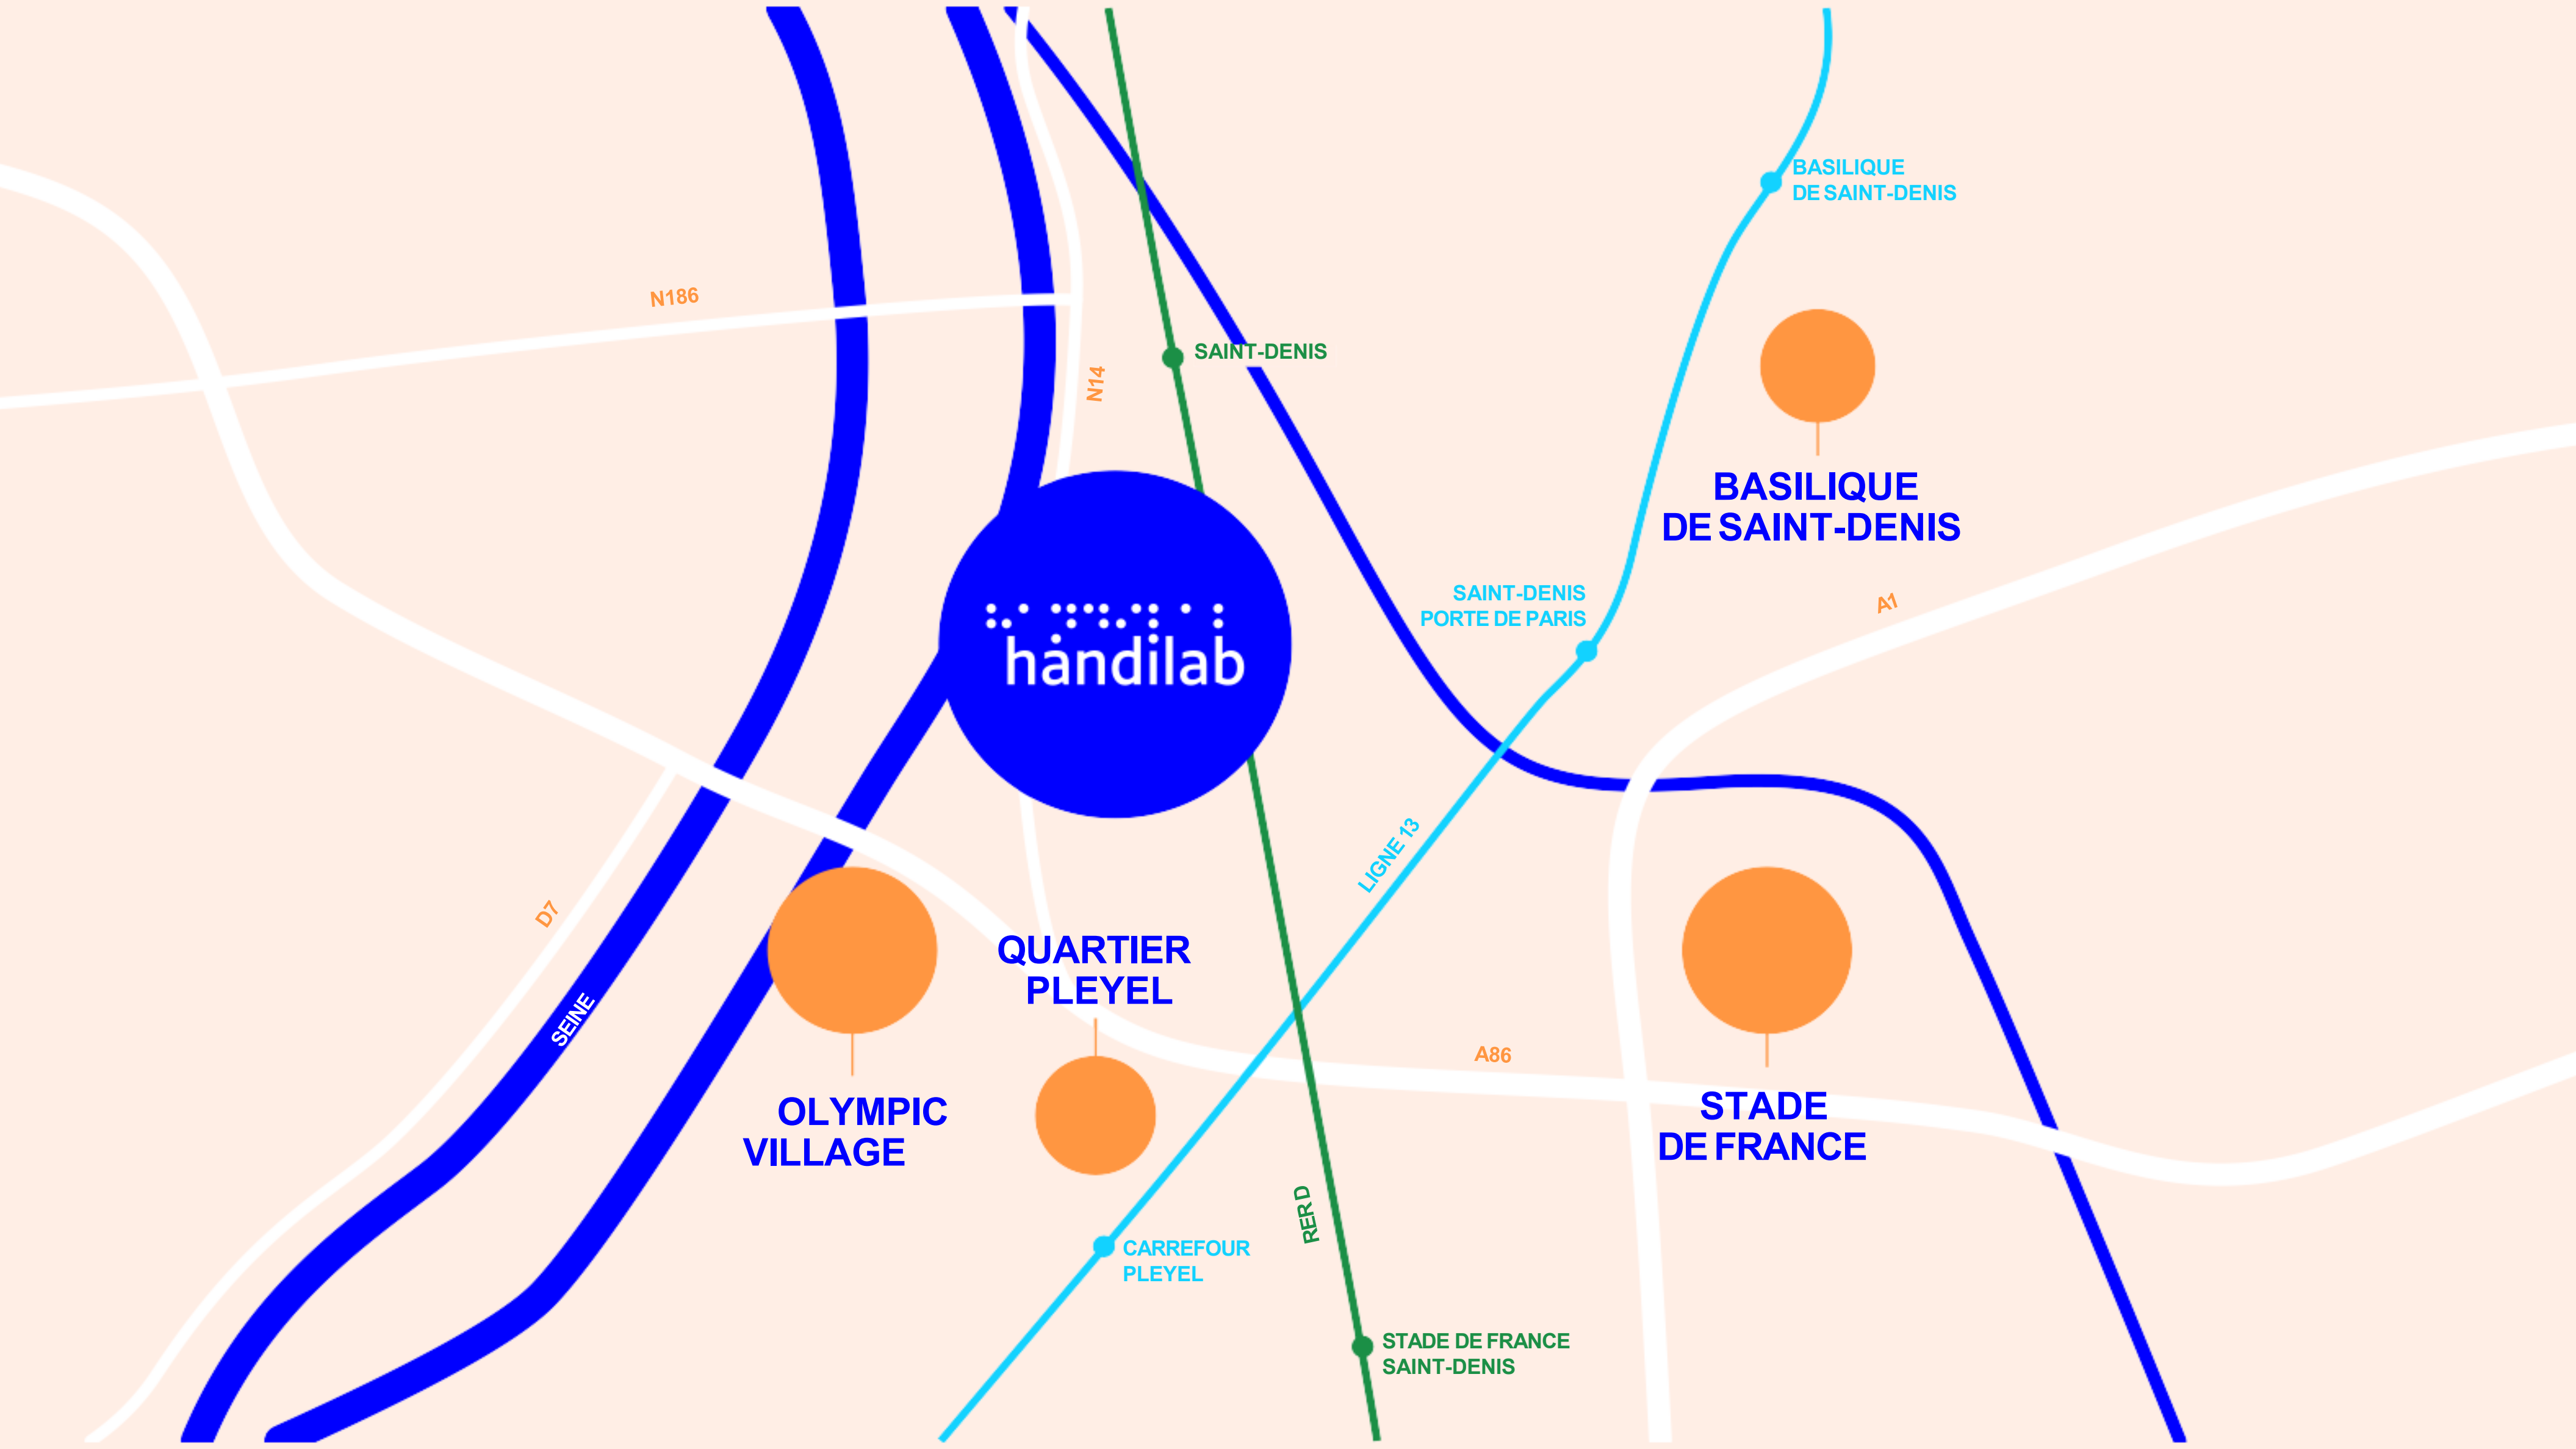 BASILIQUE
DE SAINT-DENIS
N186
SAINT-DENIS
N14
BASILIQUE
DE SAINT-DENIS
SAINT-DENIS
PORTE DE PARIS
A1
handilab
LIGNE 13
D7
SEINE
QUARTIER
PLEYEL
A86
OLYMPIC
VILLAGE
STADE
DE FRANCE
RER D
CARREFOUR
PLEYEL
STADE DE FRANCE
SAINT-DENIS